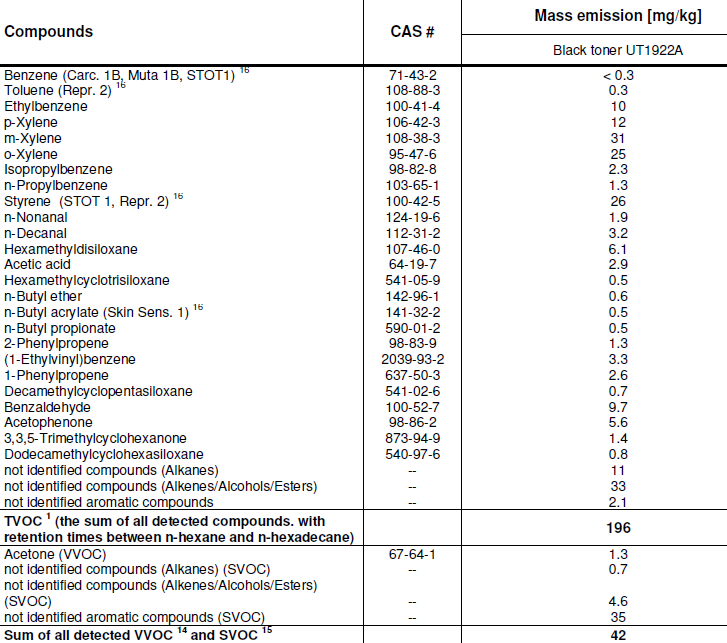 Compounds CAS # Mass emission [mg/kg]
Black toner UT1922A
Benzene (Carc. 1B, Muta 1B, STOT1) 16 71-43-2 < 0.3
Toluene (Repr. 2) 16 108-88-3 0.3
Ethylbenzene 100-41-4 10
p-Xylene 106-42-3 12
m-Xylene 108-38-3 31
o-Xylene 95-47-6 25
Isopropylbenzene 98-82-8 2.3
n-Propylbenzene 103-65-1 1.3
Styrene (STOT 1, Repr. 2) 16 100-42-5 26
n-Nonanal 124-19-6 1.9
n-Decanal 112-31-2 3.2
Hexamethyldisiloxane 107-46-0 6.1
Acetic acid 64-19-7 2.9
Hexamethylcyclotrisiloxane 541-05-9 0.5
n-Butyl ether 142-96-1 0.6
n-Butyl acrylate (Skin Sens. 1) 16 141-32-2 0.5
n-Butyl propionate 590-01-2 0.5
2-Phenylpropene 98-83-9 1.3
(1-Ethylvinyl)benzene 2039-93-2 3.3
1-Phenylpropene 637-50-3 2.6
Decamethylcyclopentasiloxane 541-02-6 0.7
Benzaldehyde 100-52-7 9.7
Acetophenone 98-86-2 5.6
3,3,5-Trimethylcyclohexanone 873-94-9 1.4
Dodecamethylcyclohexasiloxane 540-97-6 0.8
not identified compounds (Alkanes) -- 11
not identified compounds (Alkenes/Alcohols/Esters) -- 33
not identified aromatic compounds -- 2.1
TVOC 1 (the sum of all detected compounds. with
retention times between n-hexane and n-hexadecane) 196
Acetone (VVOC) 67-64-1 1.3
not identified compounds (Alkanes) (SVOC) -- 0.7
not identified compounds (Alkenes/Alcohols/Esters)
(SVOC) -- 4.6
not identified aromatic compounds (SVOC) -- 35
Sum of all detected VVOC 14 and SVOC 15 42